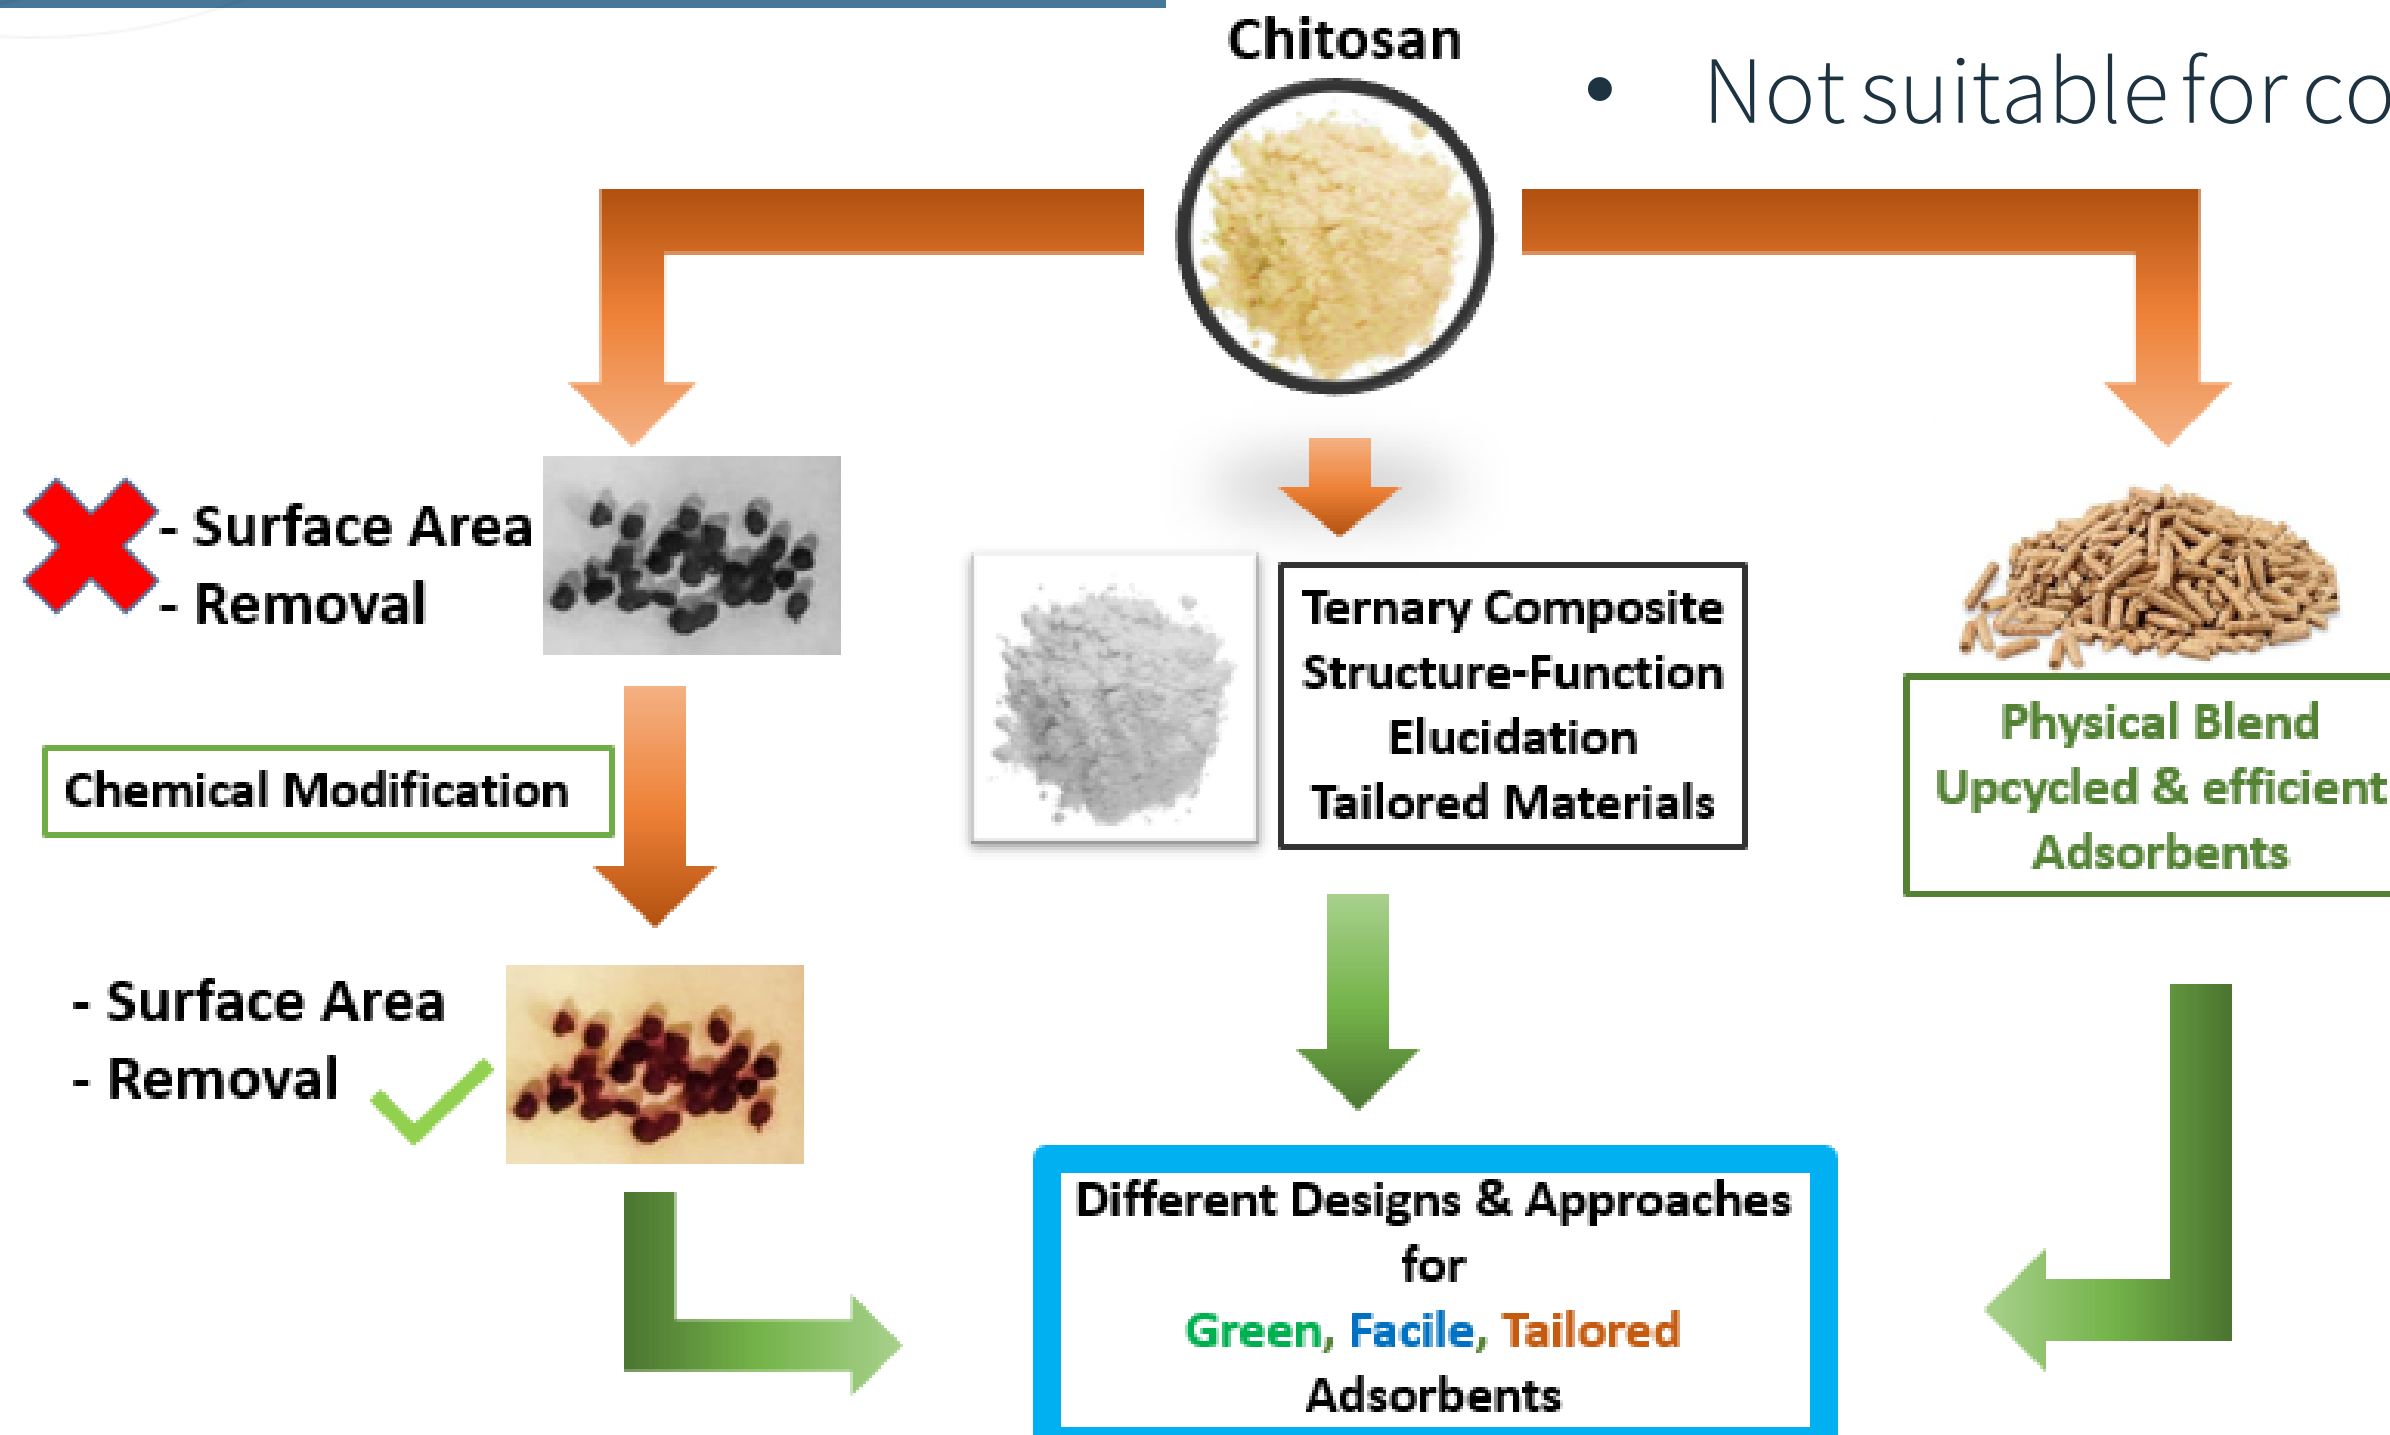 Chitosan
• Not suitable for
- Surface Area
- Removal
Chemical Modification
- Surface Area
- Removal
Ternary Composite
Structure-Function
Elucidation
Tailored Materials
Physical Blend
Upcycled & efficient
Adsorbents
Different Designs & Approaches
for
Green, Facile, Tailored
Adsorbents